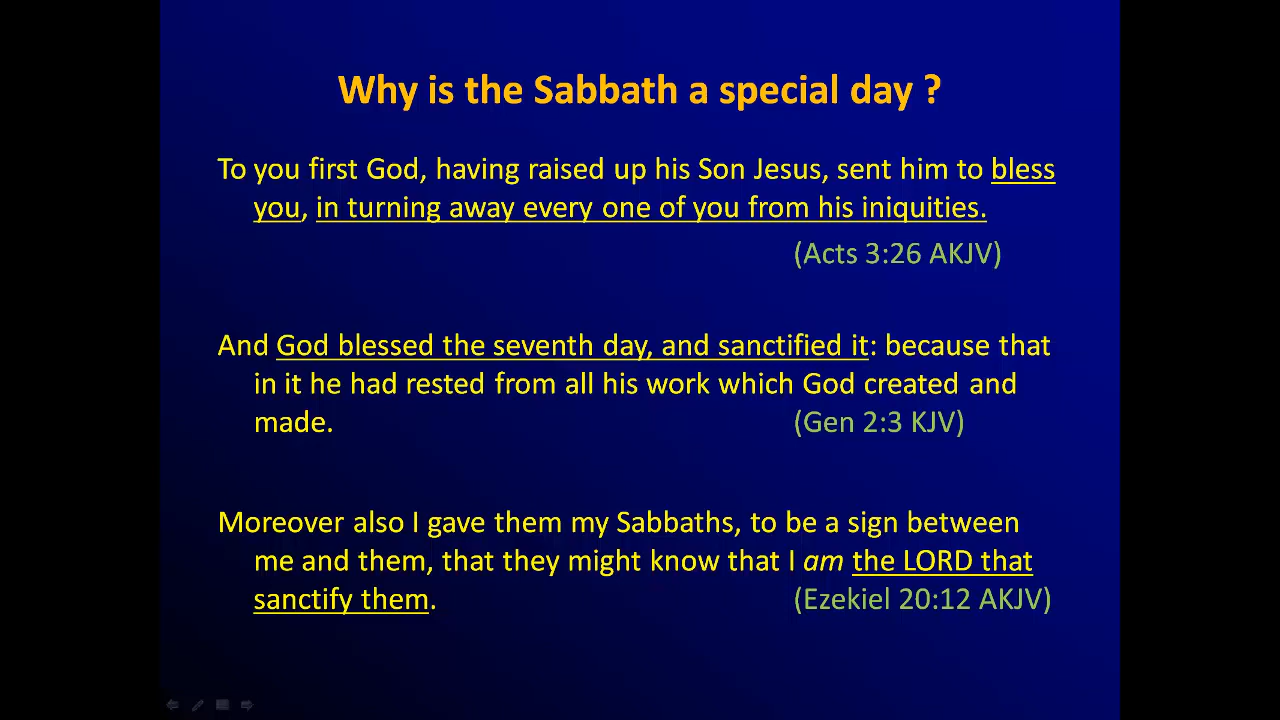 Why is the Sabbath a special day ?
To you first God, having raised up his Son Jesus, sent him to bless
you, in turning away every one of you from his iniquities.
(Acts 3:26 AKJV)
And God blessed the seventh day, and sanctified it: because that
in it he had rested from all his work which God created and
made. (Gen 2:3 KJV)
Moreover also I gave them my Sabbaths, to be a sign between
me and them, that they might know that I am the LORD that
sanctify them. (Ezekiel 20:12 AKJV)